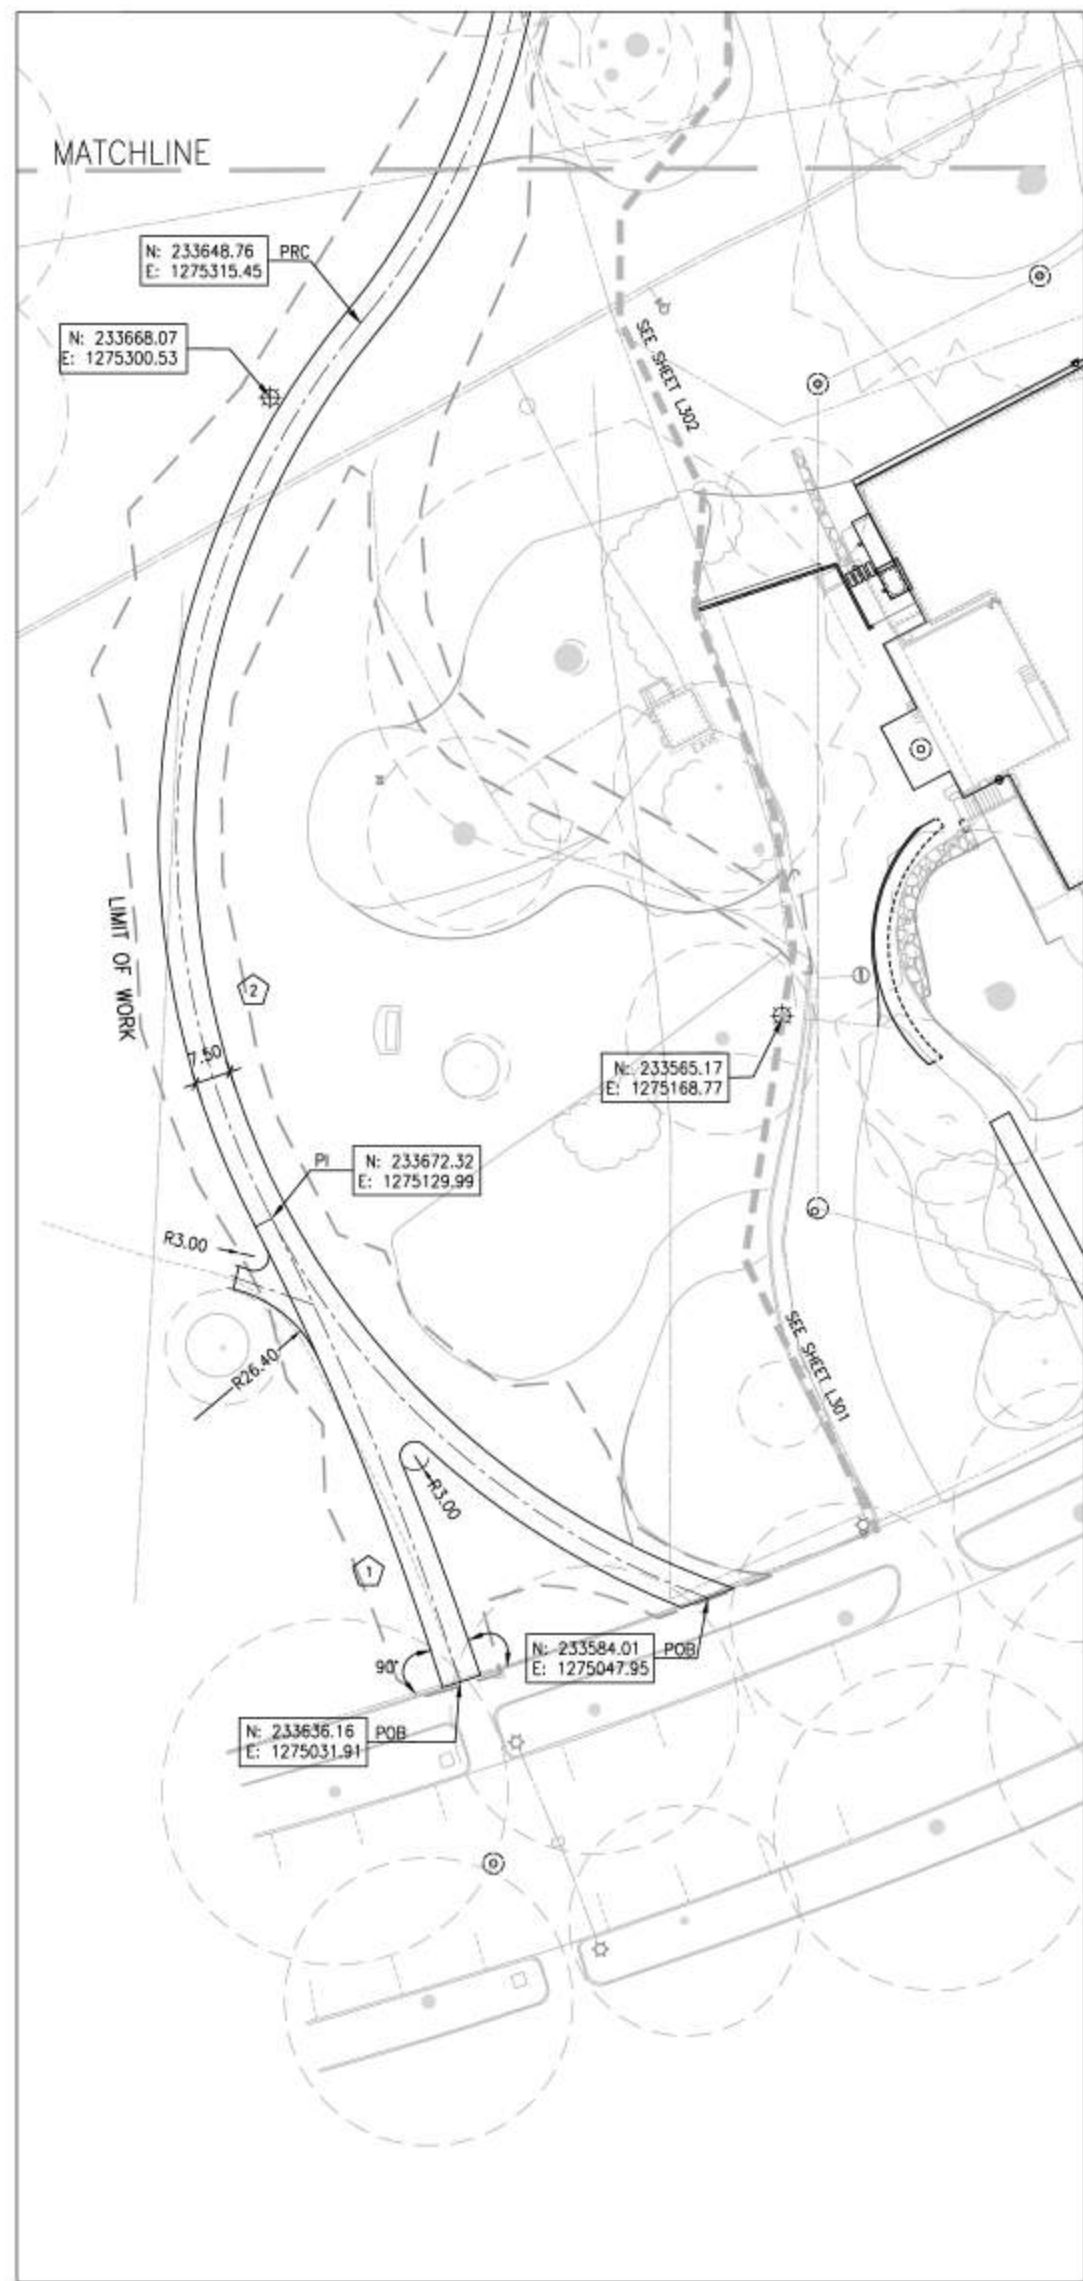 MATCHLINE
N: 233648.76
E: 1275315.45
PRC
N: 233668.07
E: 1275300.53
SEE SHEET L302
LIMIT OF WORK
2
7.50
N: 233565.17
E: 1275168.77
PI
N: 233672.32
E: 1275129.99
R3.00
R26.40
SEE SHEET L301
R3.00
1
90°
N: 233584.01
E: 1275047.95
POB
N: 233636.16
E: 1275031.91
POB